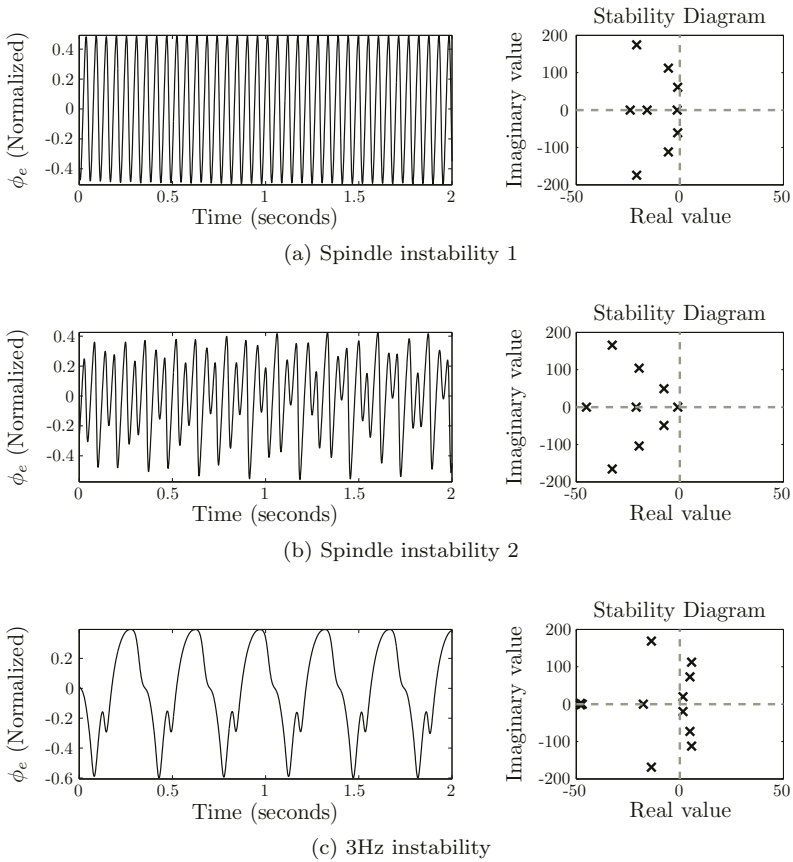 Stability Diagram
ϕe (Normalized)
0.4
0.2
0
-0.2
-0.4
0 0.5 1 1.5 2
Time (seconds)
Imaginary value
200
100
0
-100
-200
-50 0 50
Real value
(a) Spindle instability 1
Stability Diagram
ϕe (Normalized)
0.4
0.2
0
-0.2
-0.4
0 0.5 1 1.5 2
Time (seconds)
Imaginary value
200
100
0
-100
-200
-50 0 50
Real value
(b) Spindle instability 2
Stability Diagram
ϕe (Normalized)
0.2
0
-0.2
-0.4
-0.6
0 0.5 1 1.5 2
Time (seconds)
Imaginary value
200
100
0
-100
-200
-50 0 50
Real value
(c) 3Hz instability